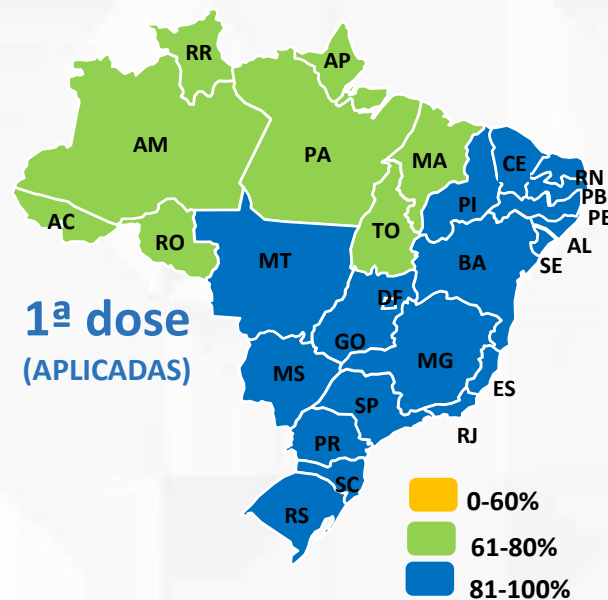 RR
AP
AM
PA
MA
CE
RN
PB
PE
PI
AC
RO
TO
AL
MT
BA
SE
DF
1ª dose
(APLICADAS)
GO
MG
MS
ES
SP
RJ
PR
SC
RS
0-60%
61-80%
81-100%